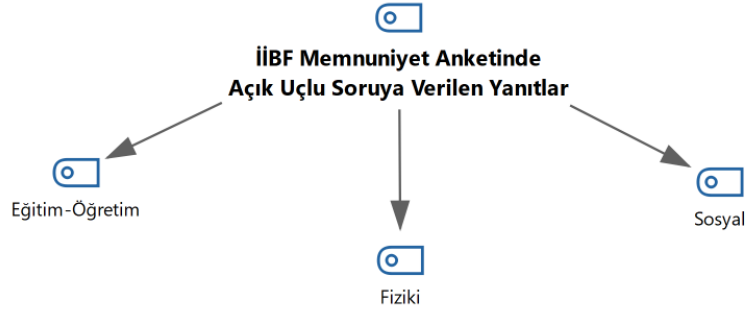 İİBF Memnuniyet Anketinde
Açık Uçlu Soruya Verilen Yanıtlar
Eğitim-Öğretim
Sosyal
Fiziki